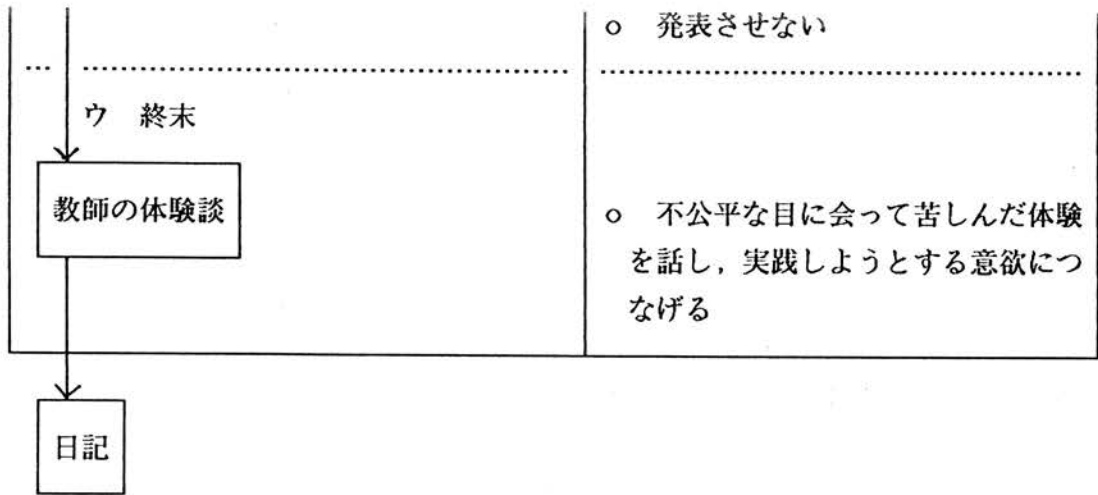 ○　発表させない
ウ　終末
教師の体験談
○　不公平な目に会って苦しんだ体験
を話し，実践しようとする意欲につ
なげる
日記